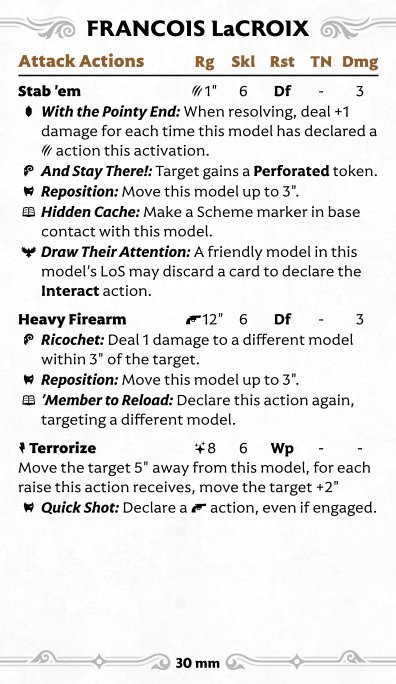 FRANCOIS LaCROIX
Attack Actions Rg Skl Rst TN Dmg
Stab 'em 1" 6 Df - 3
With the Pointy End: When resolving, deal +1
damage for each time this model has declared a
action this activation.
And Stay There!: Target gains a Perforated token.
Reposition: Move this model up to 3".
Hidden Cache: Make a Scheme marker in base
contact with this model.
Draw Their Attention: A friendly model in this
model's LoS may discard a card to declare the
Interact action.
Heavy Firearm 12" 6 Df - 3
Ricochet: Deal 1 damage to a different model
within 3" of the target.
Reposition: Move this model up to 3".
'Member to Reload: Declare this action again,
targeting a different model.
Terrorize 8 6 Wp - -
Move the target 5" away from this model, for each
raise this action receives, move the target +2"
Quick Shot: Declare a action, even if engaged.
30 mm